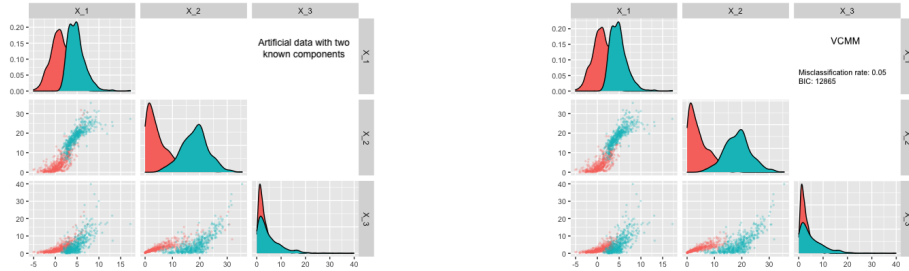 X_1 X_2 X_3
0.20
0.15
0.10
0.05
0.00
Artificial data with two
known components
X_1
30
20
10
0
X_2
40
30
20
10
0
X_3
-5 0 5 10 15 0 10 20 30 0 10 20 30 40
X_1 X_2 X_3
0.20
0.15
0.10
0.05
0.00
VCMM
Misclassification rate: 0.05
BIC: 12865
X_1
30
20
10
0
X_2
40
30
20
10
0
X_3
-5 0 5 10 15 0 10 20 30 0 10 20 30 40